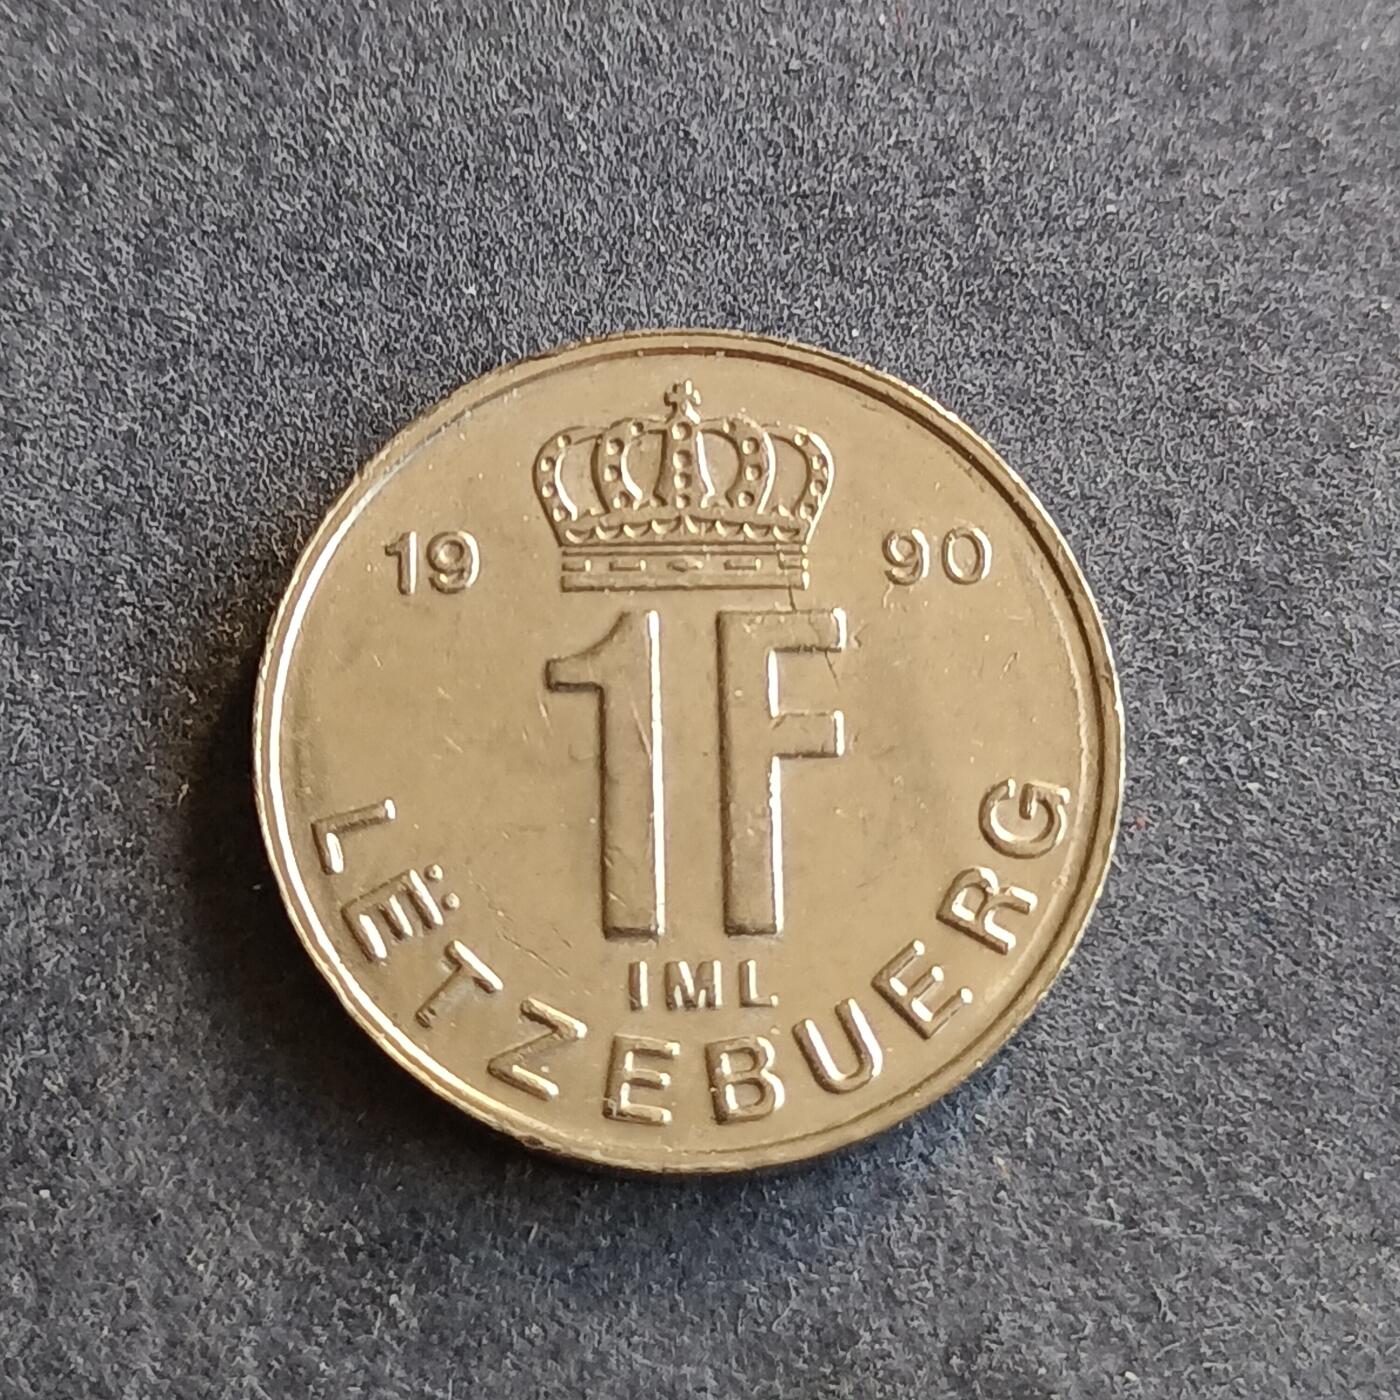 19 90
1F
IML
LËTZEBUERG